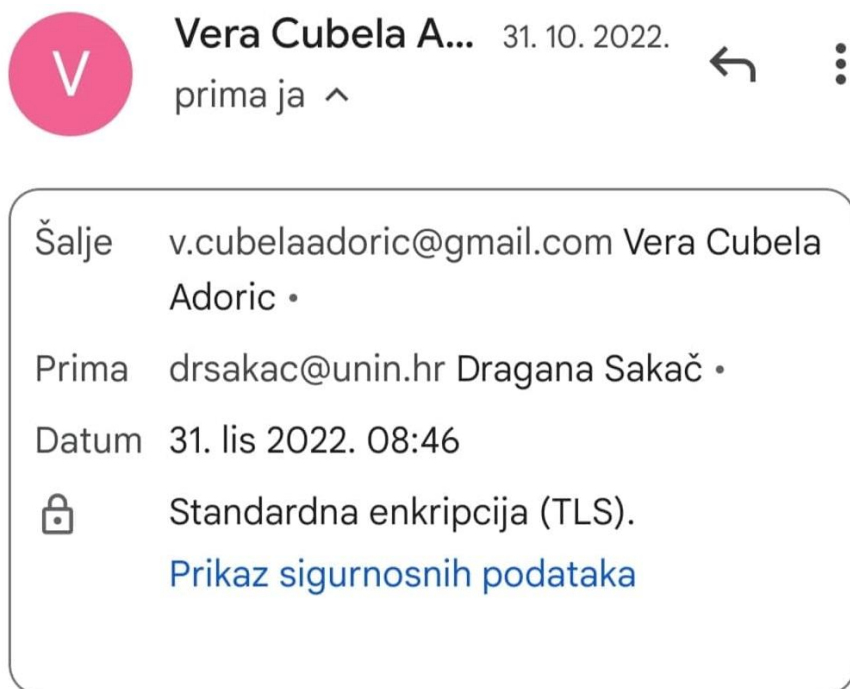 V
Vera Cubela A... 31. 10. 2022.
prima ja
Šalje v.cubelaadoric@gmail.com Vera Cubela
Adoric •
Prima drsakac@unin.hr Dragana Sakač •
Datum 31. lis 2022. 08:46
Standardna enkripcija (TLS).
Prikaz sigurnosnih podataka